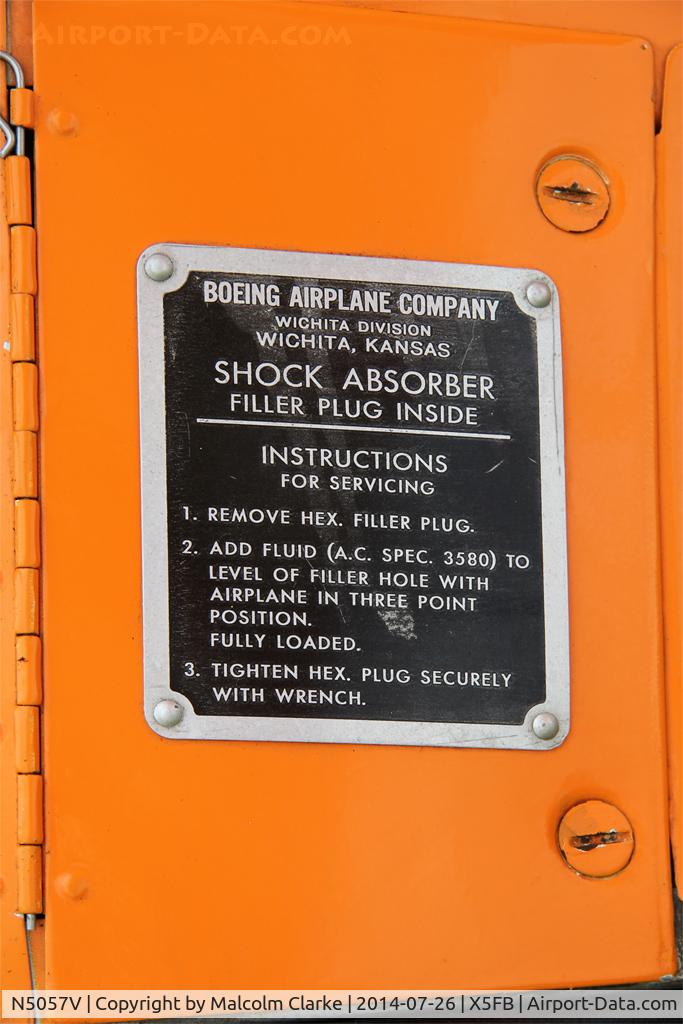 Airport-Data.com
BOEING AIRPLANE COMPANY
WICHITA DIVISION
WICHITA, KANSAS
SHOCK ABSORBER
FILLER PLUG INSIDE
INSTRUCTIONS
FOR SERVICING
1. REMOVE HEX. FILLER PLUG.
2. ADD FLUID (A.C. SPEC. 3580) TO
LEVEL OF FILLER HOLE WITH
AIRPLANE IN THREE POINT
POSITION.
FULLY LOADED.
3. TIGHTEN HEX. PLUG SECURELY
WITH WRENCH.
N5057V | Copyright by Malcolm Clarke | 2014-07-26 | X5FB | Airport-Data.com